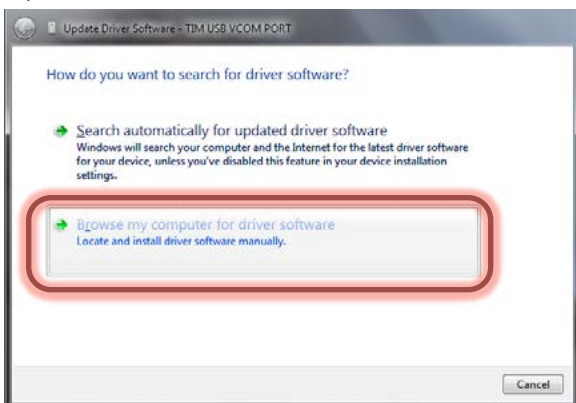 Update Driver Software - TIM USB VCOM PORT
How do you want to search for driver software?
Search automatically for updated driver software
Windows will search your computer and the Internet for the latest driver software
for your device, unless you've disabled this feature in your device installation
settings.
Browse my computer for driver software
Locate and install driver software manually.
Cancel